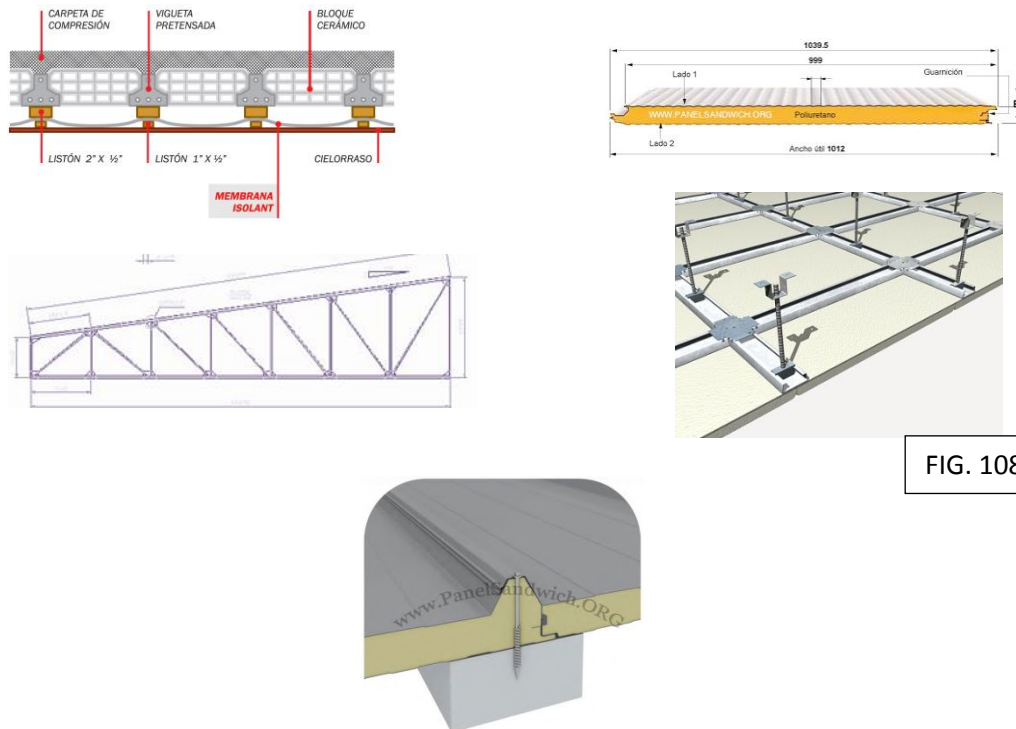 CARPETA DE
COMPRESIÓN
VIGUETA
PRETENSADA
BLOQUE
CERÁMICO
LISTÓN 2" X ½"
LISTÓN 1" X ½"
CIELORRASO
MEMBRANA
ISOLANT
1039.5
999
Lado 1
Guarnición
WWW.PANELSANDWICH.ORG
Poliuretano
Lado 2
Ancho útil 1012
FIG. 108
www.PanelSandwich.ORG